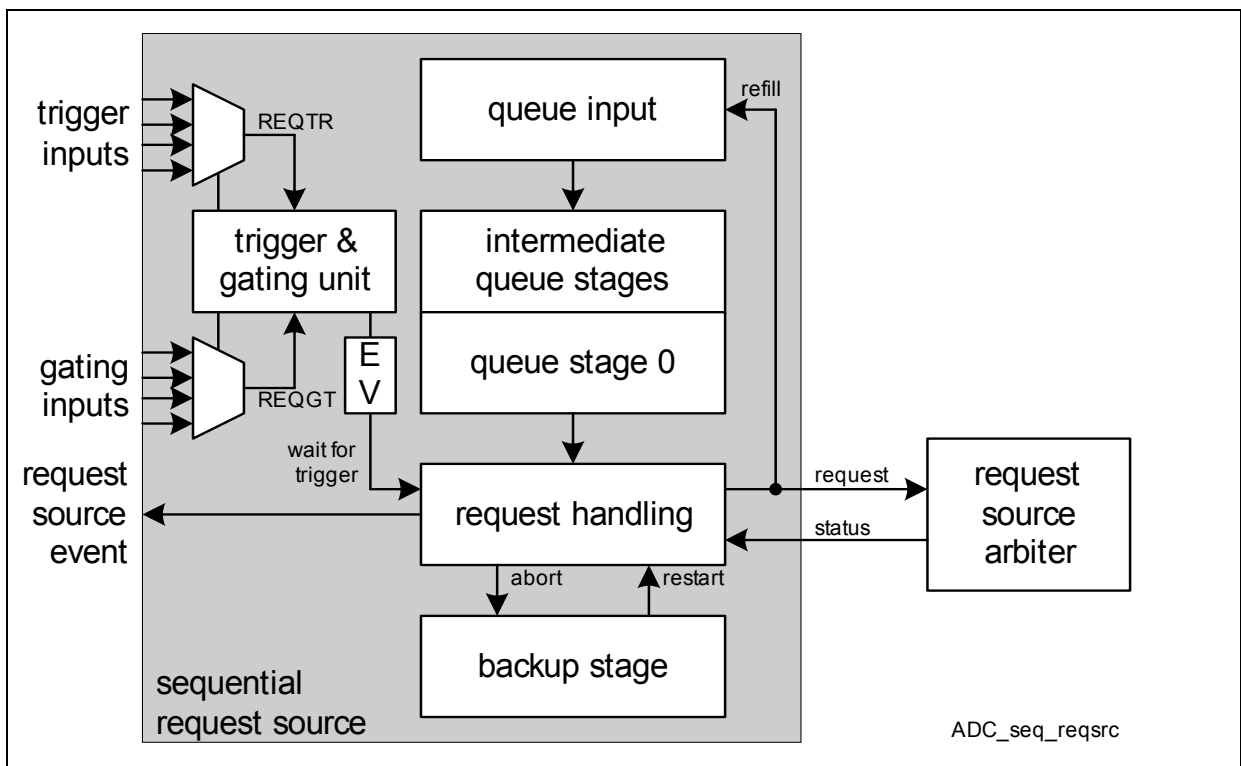 trigger
inputs
REQTR
queue input
refill
trigger &
gating unit
intermediate
queue stages
queue stage 0
gating
inputs
REQGT
E
V
wait for
trigger
request
source
event
request handling
request
status
request
source
arbiter
abort
restart
backup stage
sequential
request source
ADC_seq_reqsrc